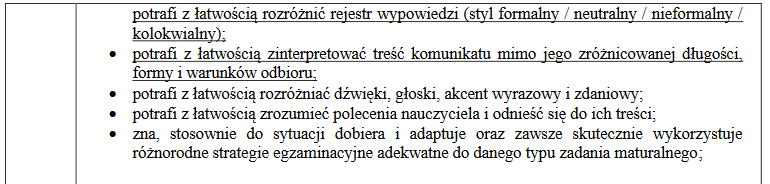 potrafi z łatwością rozróżnić rejestr wypowiedzi (styl formalny / neutralny / nieformalny /
kolokwialny);
• potrafi z łatwością zinterpretować treść komunikatu mimo jego zróżnicowanej długości,
formy i warunków odbioru;
• potrafi z łatwością rozróżniać dźwięki, głoski, akcent wyrazowy i zdaniowy;
• potrafi z łatwością zrozumieć polecenia nauczyciela i odnieść się do ich treści;
• zna, stosownie do sytuacji dobiera i adaptuje oraz zawsze skutecznie wykorzystuje
różnorodne strategie egzaminacyjne adekwatne do danego typu zadania maturalnego;